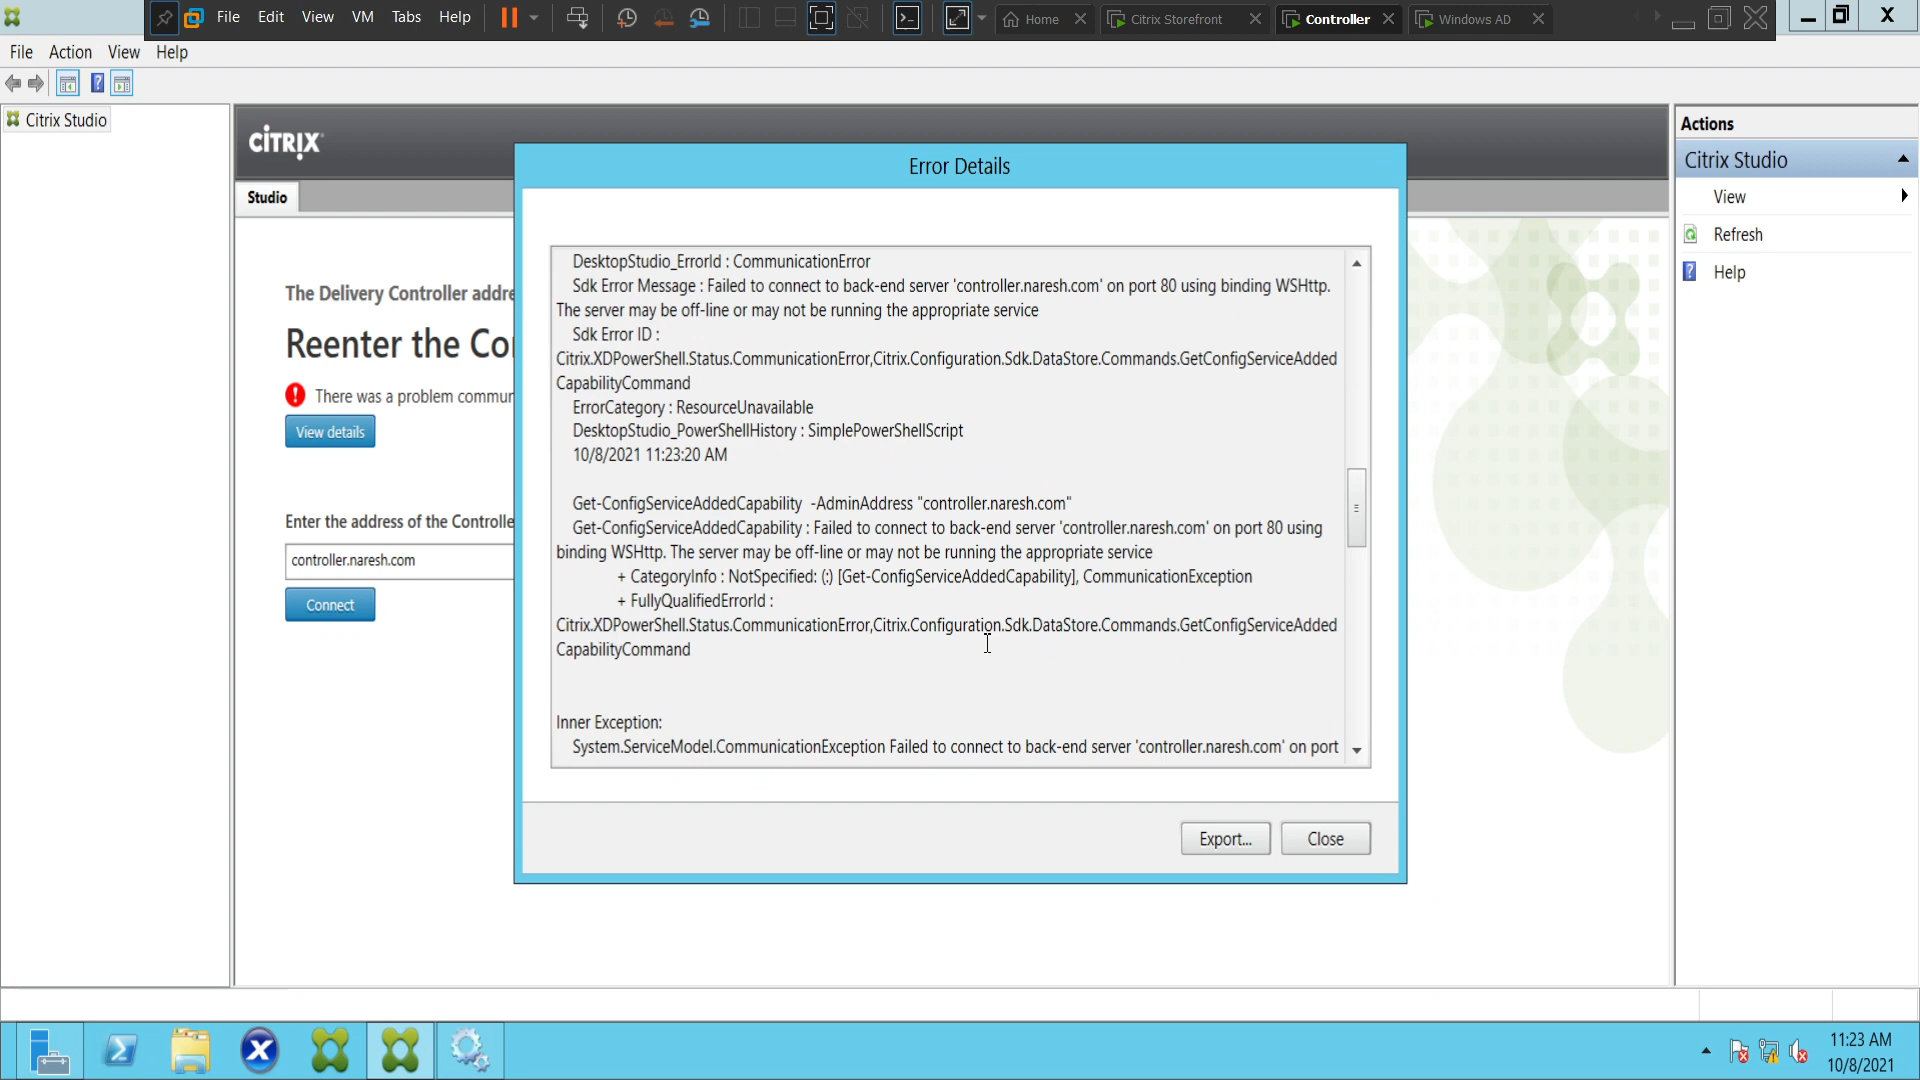 File Edit View VM Tabs Help
Home Citrix Storefront Controller Windows AD
X
File Action View Help
Citrix Studio
CİTRIX
Studio
The Delivery Controller addre
Reenter the Co
There was a problem commun
View details
Enter the address of the Controlle
controller.naresh.com
Connect
Error Details
DesktopStudio_ErrorId : CommunicationError
Sdk Error Message : Failed to connect to back-end server 'controller.naresh.com' on port 80 using binding WSHttp.
The server may be off-line or may not be running the appropriate service
Sdk Error ID :
Citrix.XDPowerShell.Status.CommunicationError,Citrix.Configuration.Sdk.DataStore.Commands.GetConfigServiceAdded
CapabilityCommand
ErrorCategory : ResourceUnavailable
DesktopStudio_PowerShellHistory : SimplePowerShellScript
10/8/2021 11:23:20 AM
Get-ConfigServiceAddedCapability -AdminAddress "controller.naresh.com"
Get-ConfigServiceAddedCapability : Failed to connect to back-end server 'controller.naresh.com' on port 80 using
binding WSHttp. The server may be off-line or may not be running the appropriate service
+ CategoryInfo : NotSpecified: (:) [Get-ConfigServiceAddedCapability], CommunicationException
+ FullyQualifiedErrorId :
Citrix.XDPowerShell.Status.CommunicationError,Citrix.Configuration.Sdk.DataStore.Commands.GetConfigServiceAdded
CapabilityCommand
Inner Exception:
System.ServiceModel.CommunicationException Failed to connect to back-end server 'controller.naresh.com' on port
Export...
Close
Actions
Citrix Studio
View
Refresh
Help
11:23 AM
10/8/2021